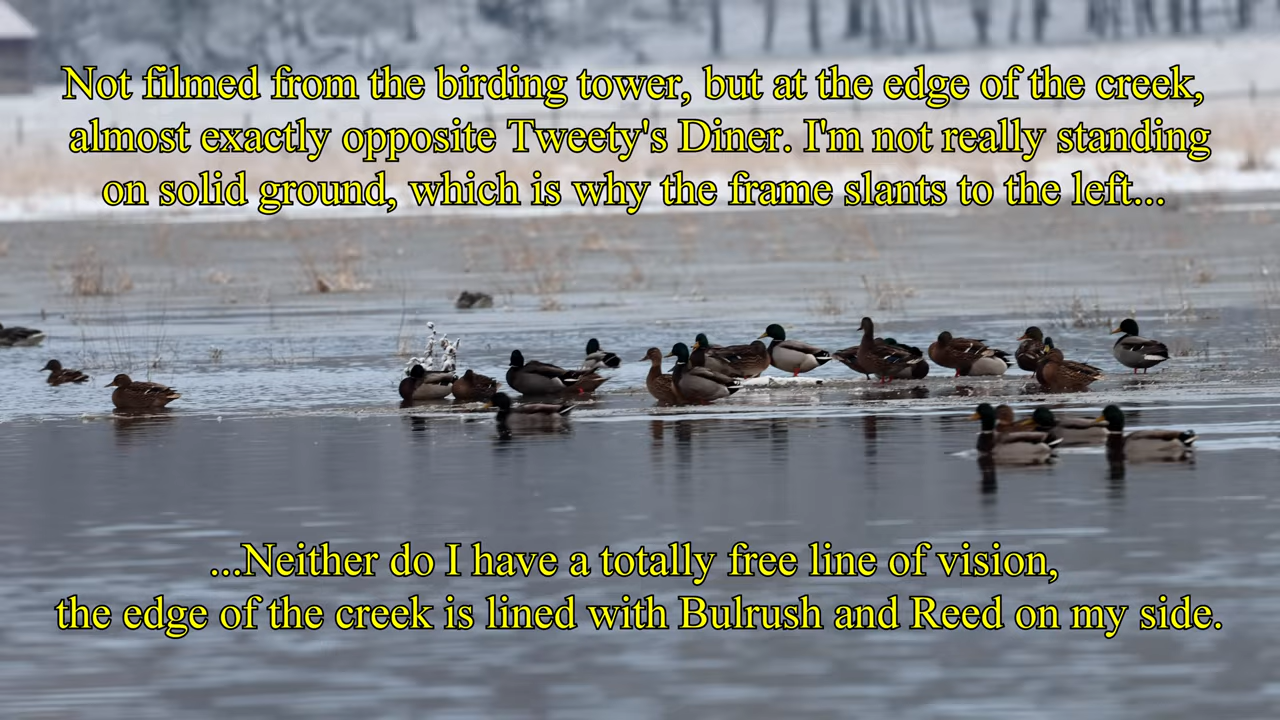 Not filmed from the birding tower, but at the edge of the creek,
almost exactly opposite Tweety's Diner. I'm not really standing
on solid ground, which is why the frame slants to the left...
...Neither do I have a totally free line of vision,
the edge of the creek is lined with Bulrush and Reed on my side.